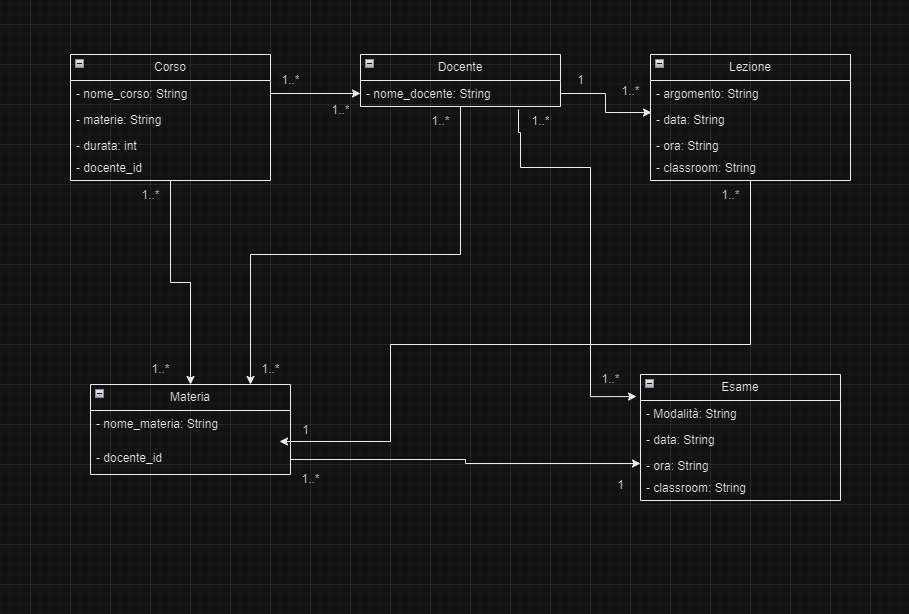 Corso
- nome_corso: String
- materie: String
- durata: int
- docente_id
1..*
1..*
1..*
Docente
- nome_docente: String
1..*
1..*
1
1..*
Lezione
- argomento: String
- data: String
- ora: String
- classroom: String
1..*
1..*
1..*
Materia
- nome_materia: String
- docente_id
1
1..*
1..*
1
Esame
- Modalità: String
- data: String
- ora: String
- classroom: String